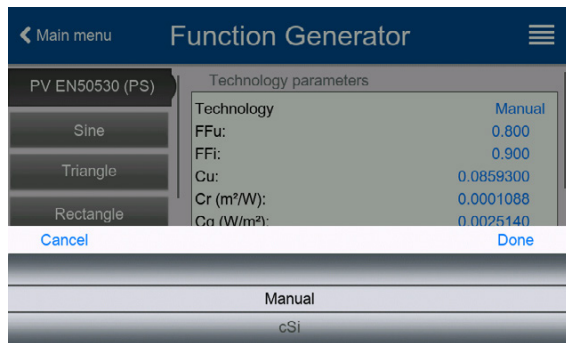 Main menu
Function Generator
PV EN50530 (PS)
Sine
Triangle
Rectangle
Technology parameters
Technology Manual
FFu: 0.800
FFi: 0.900
Cu: 0.0859300
Cr (m²/W): 0.0001088
Cg (W/m²): 0.0025140
Cancel
Done
Manual
cSi